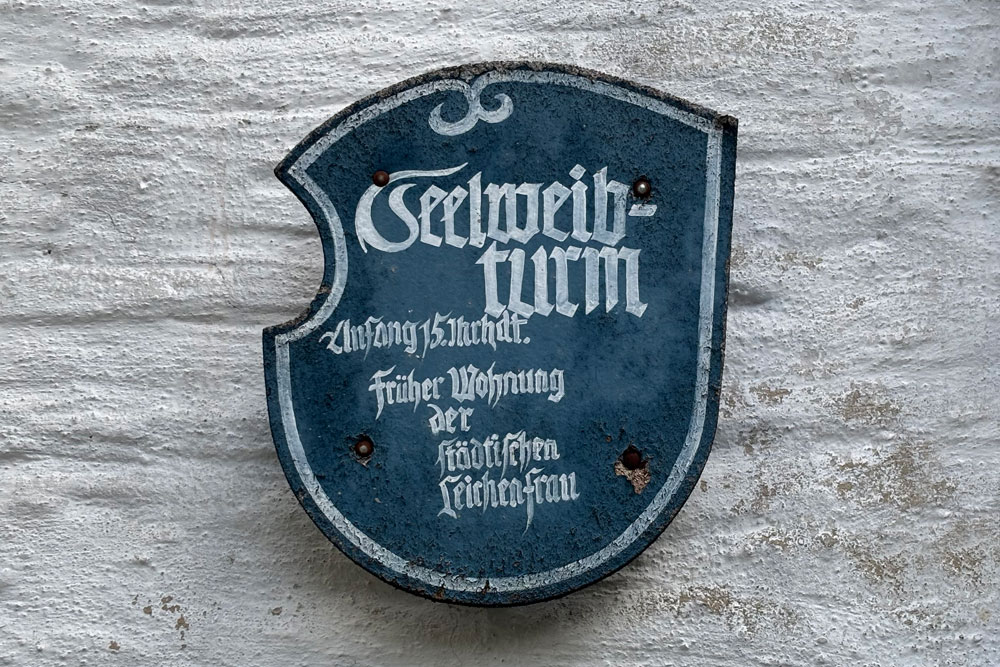 Seelweib-
turm
Anfang 15. Jhrhdt.
Früher Wohnung
der
städtischen
Leichenfrau